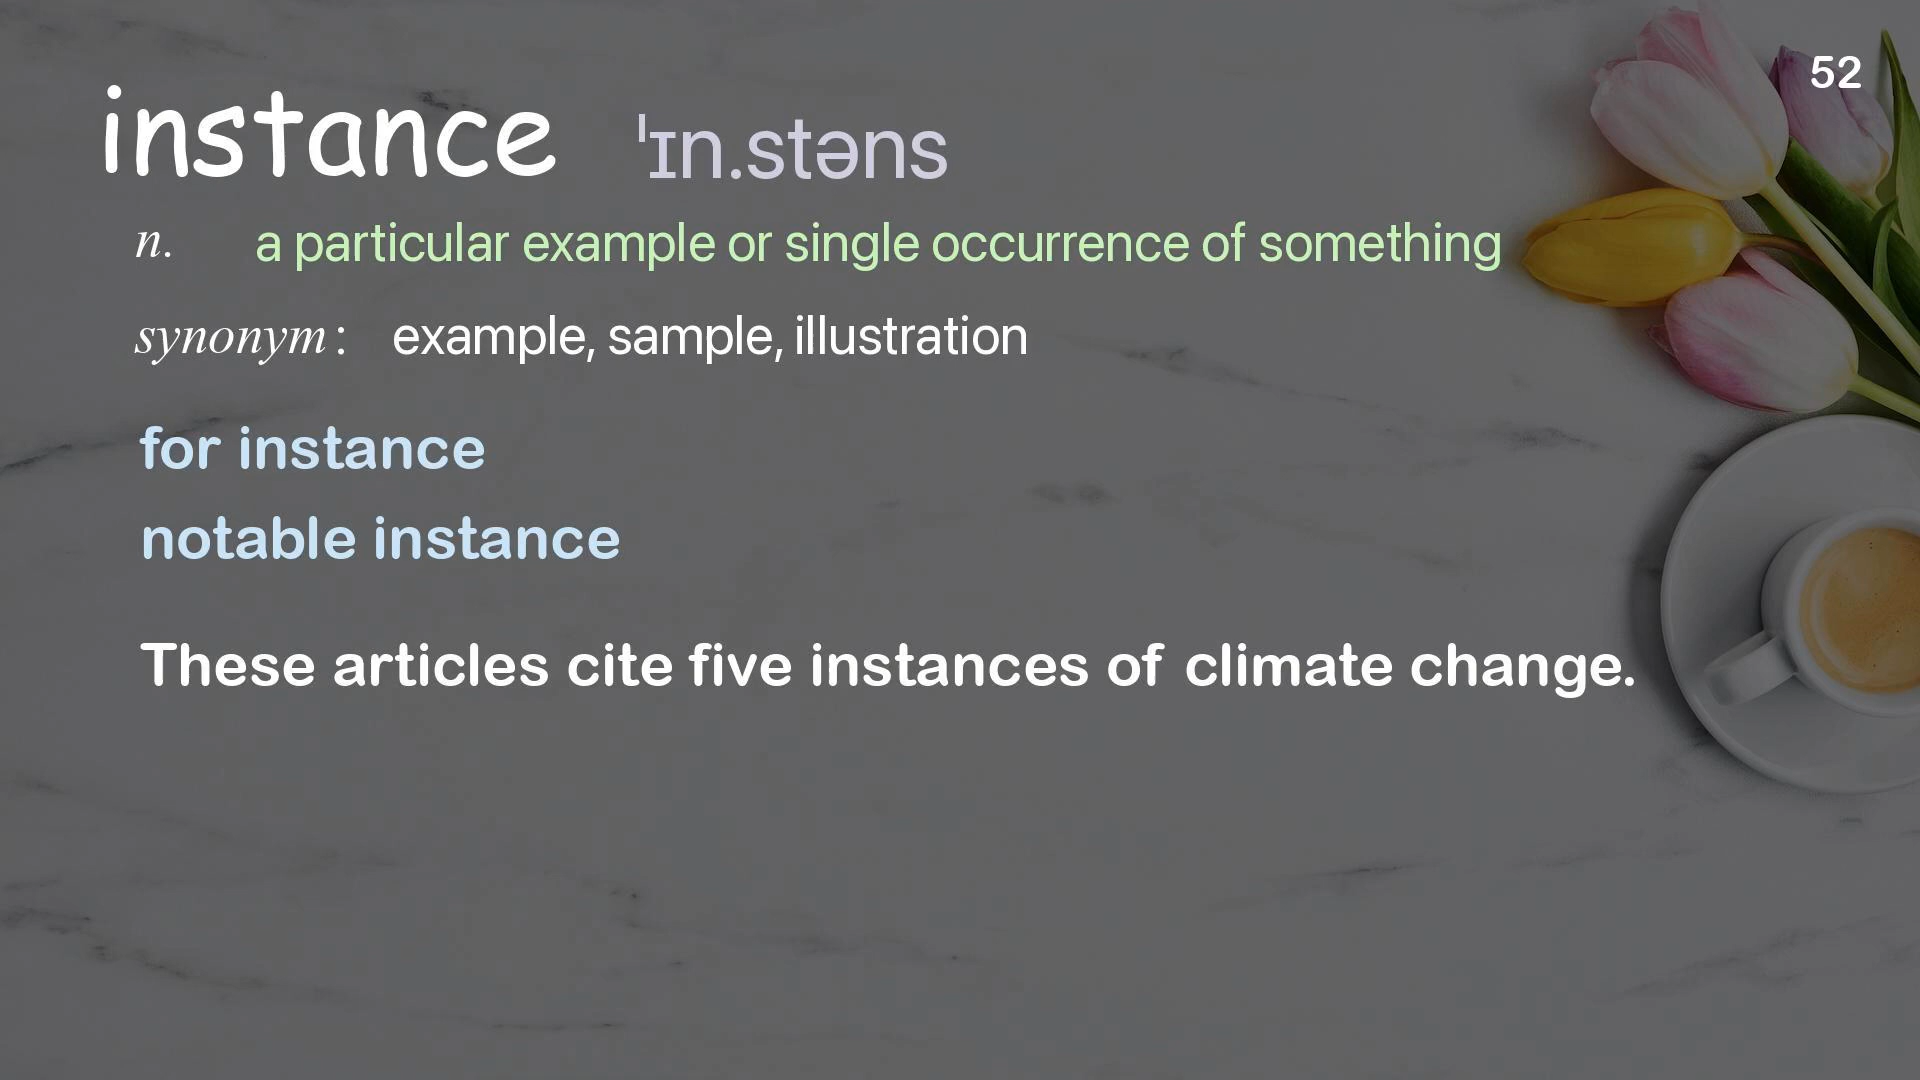 52
instance ˈɪn.stəns
n. a particular example or single occurrence of something
synonym : example, sample, illustration
for instance
notable instance
These articles cite five instances of climate change.